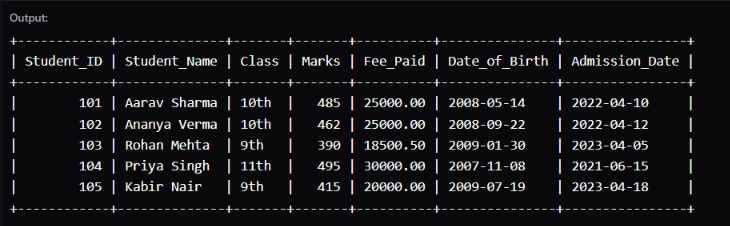 Output:
+------------+--------------+-------+-------+----------+---------------+----------------+
| Student_ID | Student_Name | Class | Marks | Fee_Paid | Date_of_Birth | Admission_Date |
+------------+--------------+-------+-------+----------+---------------+----------------+
|        101 | Aarav Sharma | 10th  |   485 | 25000.00 | 2008-05-14    | 2022-04-10     |
|        102 | Ananya Verma | 10th  |   462 | 25000.00 | 2008-09-22    | 2022-04-12     |
|        103 | Rohan Mehta  | 9th   |   390 | 18500.50 | 2009-01-30    | 2023-04-05     |
|        104 | Priya Singh  | 11th  |   495 | 30000.00 | 2007-11-08    | 2021-06-15     |
|        105 | Kabir Nair   | 9th   |   415 | 20000.00 | 2009-07-19    | 2023-04-18     |
+------------+--------------+-------+-------+----------+---------------+----------------+